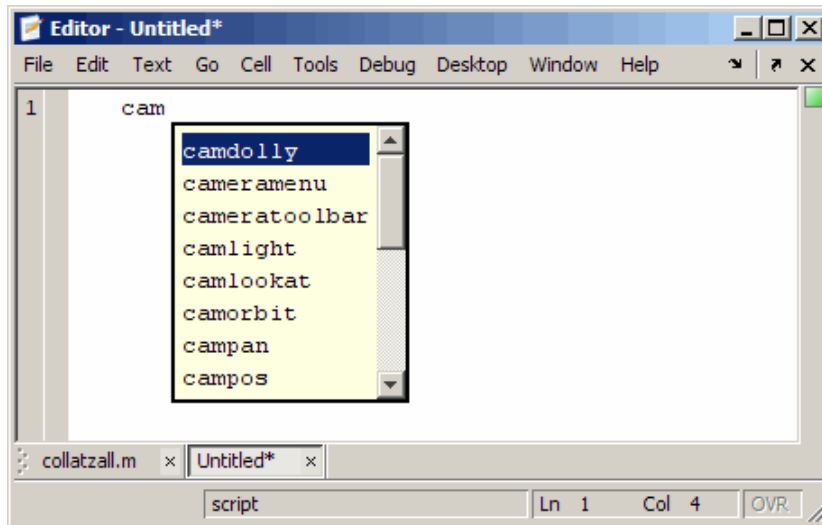 Editor - Untitled*
File Edit Text Go Cell Tools Debug Desktop Window Help
1 cam
camdolly
cameramenu
cameratoolbar
camlight
camlookat
camorbit
campan
campos
collatzall.m Untitled*
script Ln 1 Col 4 OVR